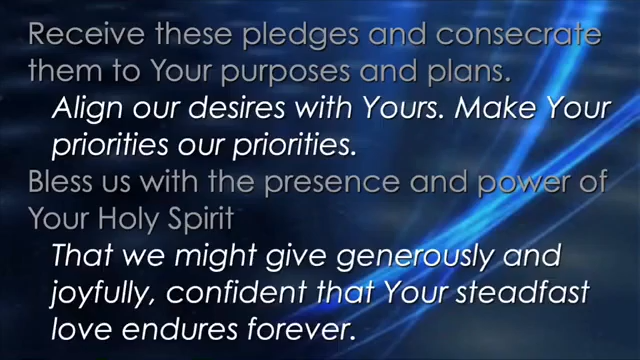 Receive these pledges and consecrate
them to Your purposes and plans.
Align our desires with Yours. Make Your
priorities our priorities.
Bless us with the presence and power of
Your Holy Spirit
That we might give generously and
joyfully, confident that Your steadfast
love endures forever.